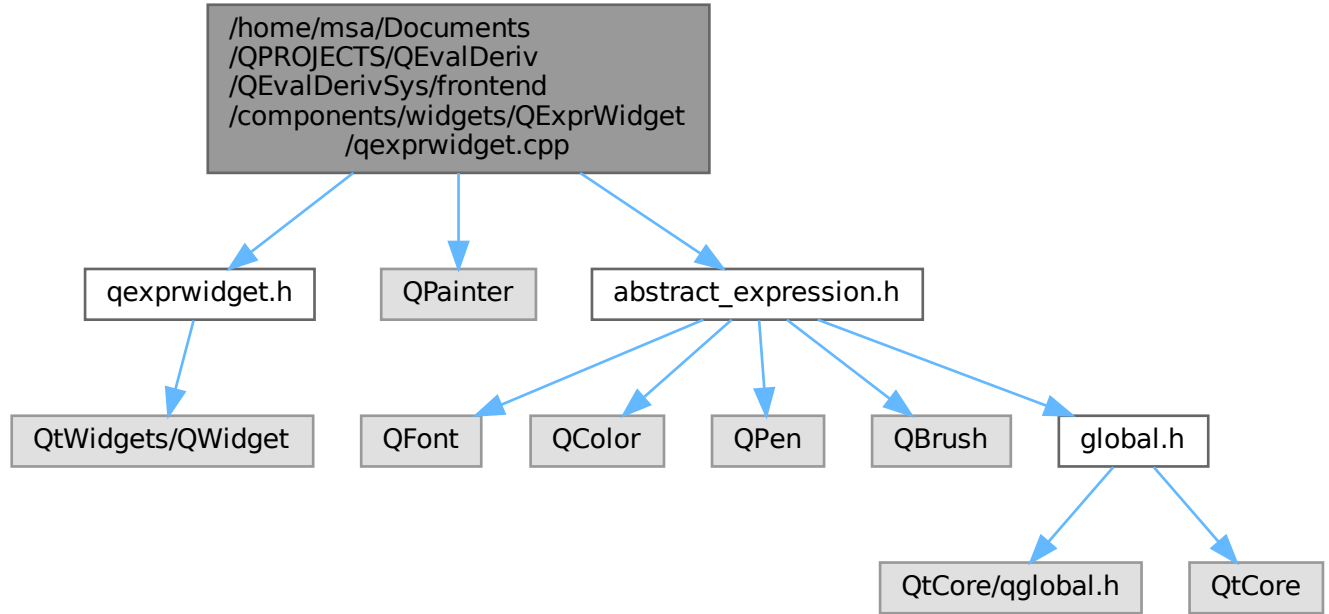 /home/msa/Documents
/QPROJECTS/QEvalDeriv
/QEvalDerivSys/frontend
/components/widgets/QExprWidget
/qexprwidget.cpp
qexprwidget.h
QPainter
abstract_expression.h
QtWidgets/QWidget
QFont
QColor
QPen
QBrush
global.h
QtCore/qglobal.h
QtCore